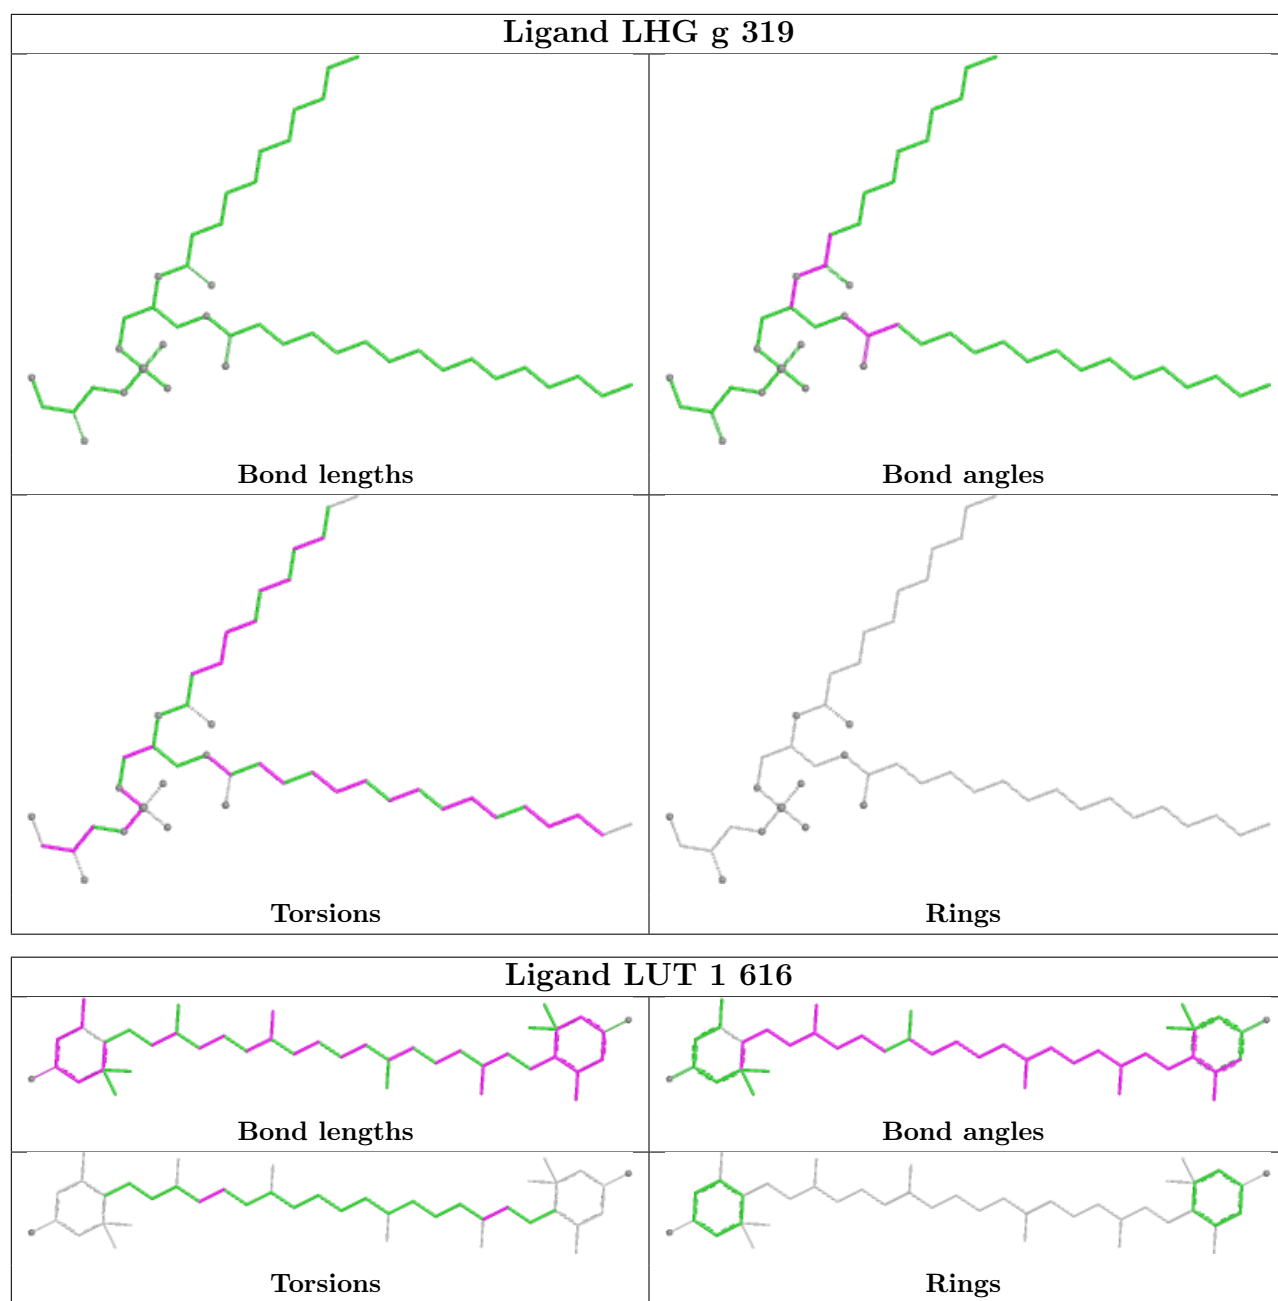 Ligand LHG g 319
Bond lengths
Bond angles
Torsions
Rings
Ligand LUT 1 616
Bond lengths
Bond angles
Torsions
Rings